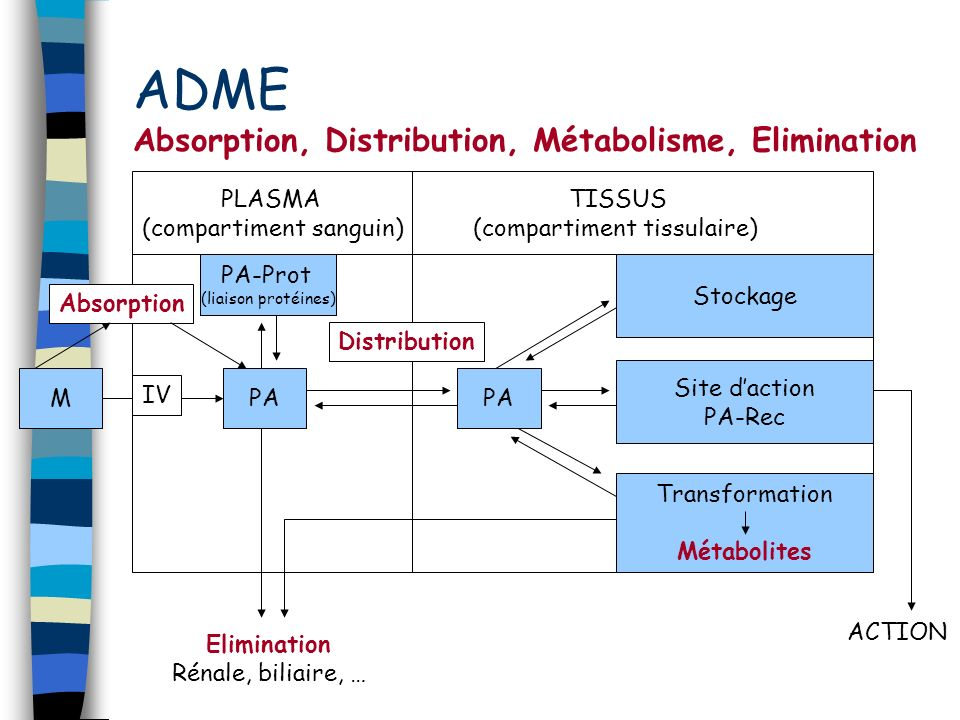 ADME
Absorption, Distribution, Métabolisme, Elimination
PLASMA
(compartiment sanguin)
TISSUS
(compartiment tissulaire)
PA-Prot
(liaison protéines)
Stockage
Absorption
Distribution
M
IV
PA
PA
Site d’action
PA-Rec
Transformation
Métabolites
Elimination
Rénale, biliaire, …
ACTION